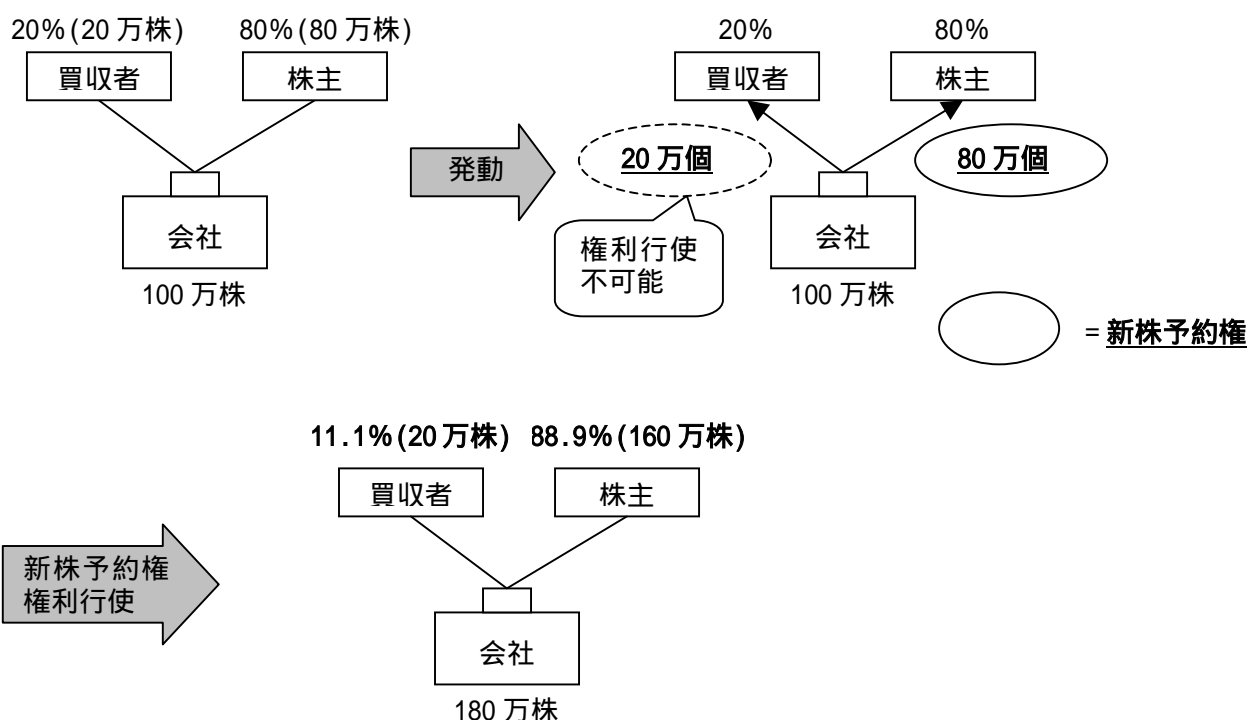 20%(20万株) 80%(80万株)
買収者 株主
会社
100万株
発動
20% 80%
買収者 株主
20万個 80万個
権利行使
不可能
会社
100万株
= 新株予約権
11.1%(20万株) 88.9%(160万株)
買収者 株主
新株予約権
権利行使
会社
180万株